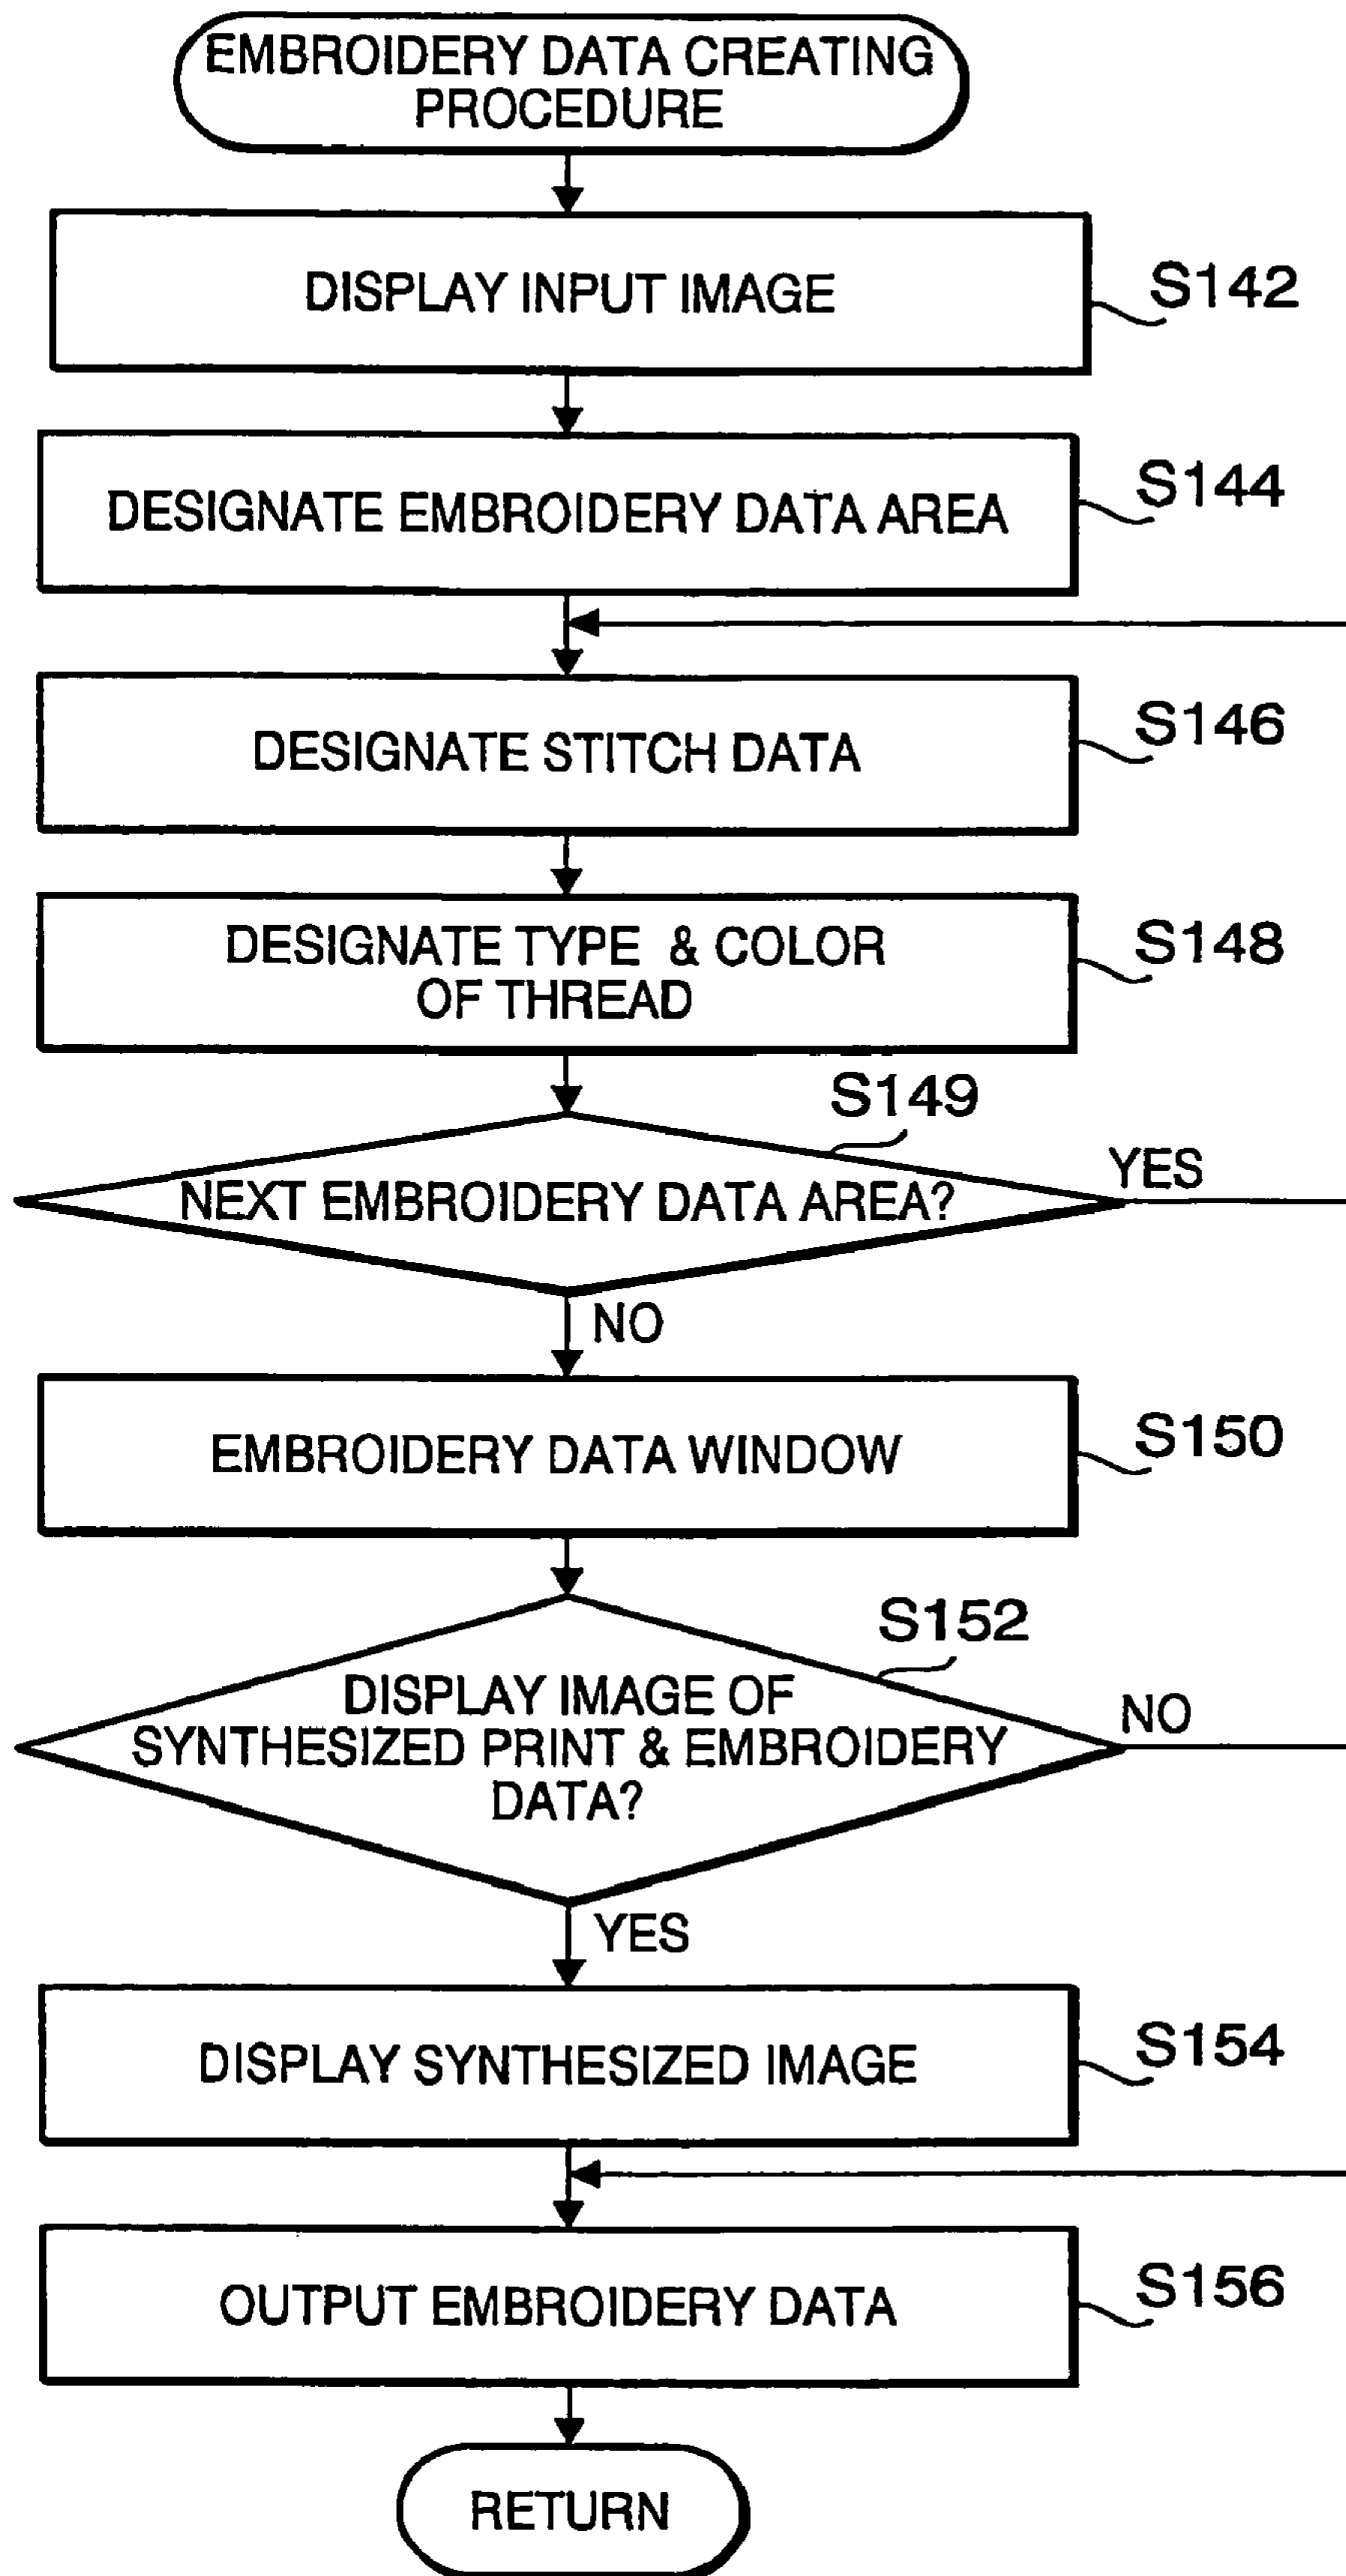 EMBROIDERY DATA CREATING
PROCEDURE
DISPLAY INPUT IMAGE
S142
DESIGNATE EMBROIDERY DATA AREA
S144
DESIGNATE STITCH DATA
S146
DESIGNATE TYPE & COLOR
OF THREAD
S148
S149
NEXT EMBROIDERY DATA AREA?
YES
NO
EMBROIDERY DATA WINDOW
S150
S152
DISPLAY IMAGE OF
SYNTHESIZED PRINT & EMBROIDERY
DATA?
NO
YES
DISPLAY SYNTHESIZED IMAGE
S154
OUTPUT EMBROIDERY DATA
S156
RETURN